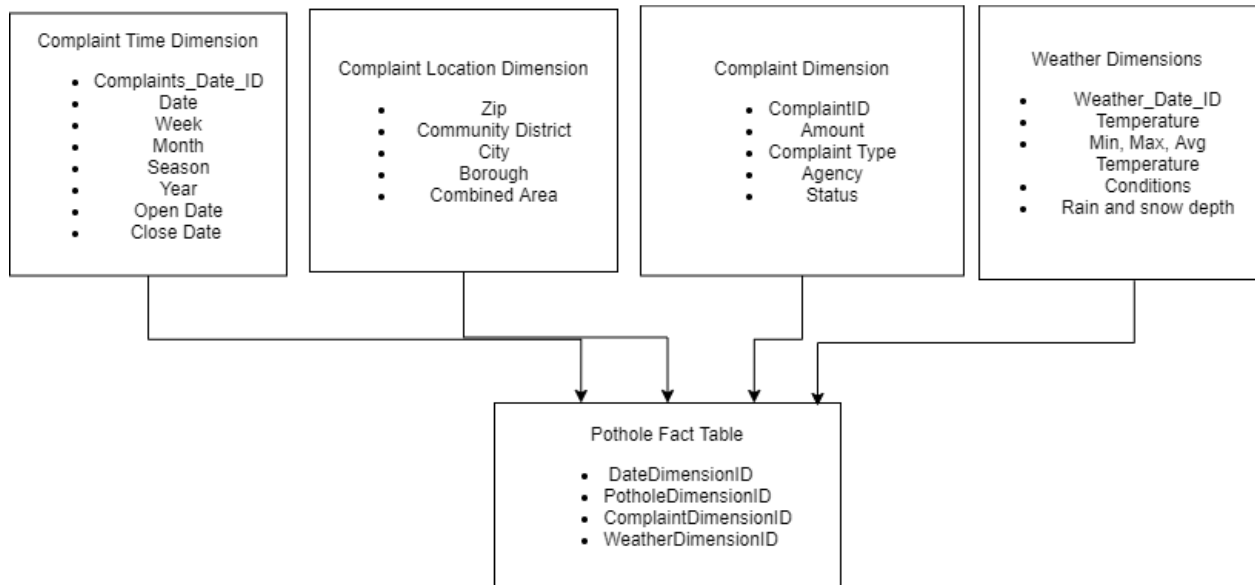 Complaint Time Dimension
Complaints_Date_ID
Date
Week
Month
Season
Year
Open Date
Close Date
Complaint Location Dimension
Zip
Community District
City
Borough
Combined Area
Complaint Dimension
ComplaintID
Amount
Complaint Type
Agency
Status
Weather Dimensions
Weather_Date_ID
Temperature
Min, Max, Avg
Temperature
Conditions
Rain and snow depth
Pothole Fact Table
DateDimensionID
PotholeDimensionID
ComplaintDimensionID
WeatherDimensionID